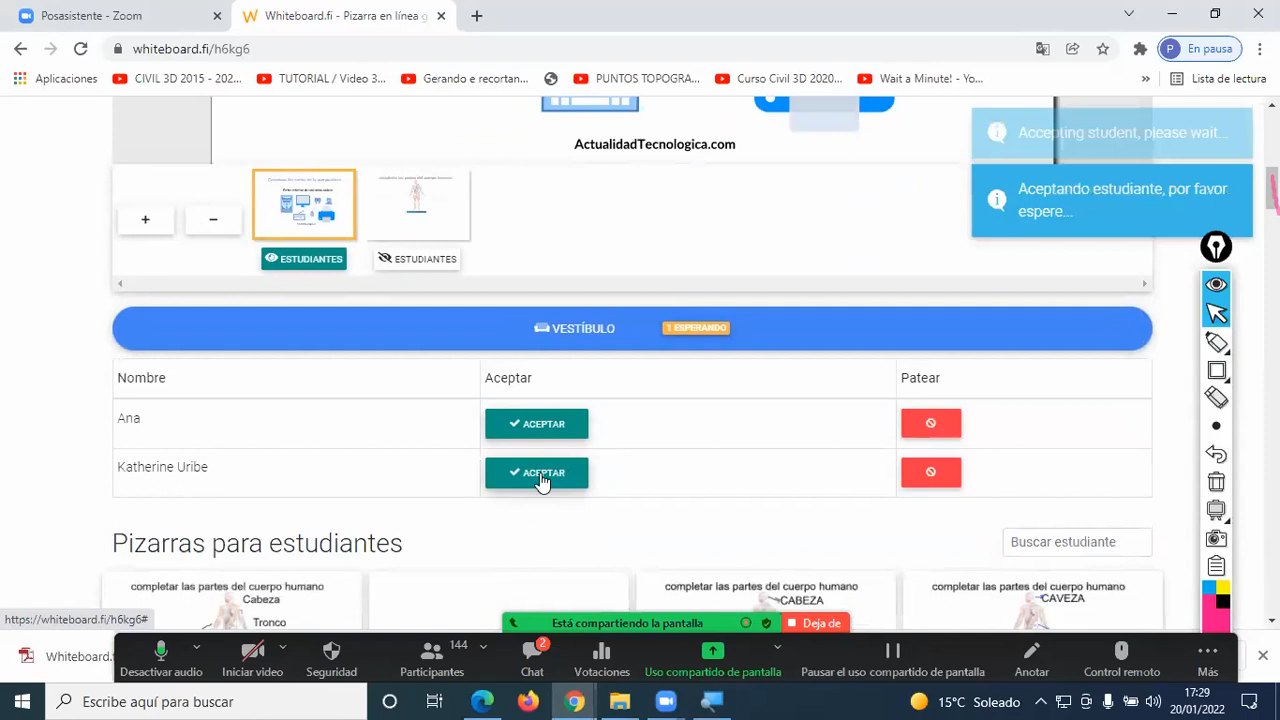 Posasistente - Zoom
Whiteboard.fi - Pizarra en línea g
whiteboard.fi/h6kg6
P En pausa
Aplicaciones
CIVIL 3D 2015 - 202...
TUTORIAL / Video 3...
Gerando e recortan...
PUNTOS TOPOGRA...
Curso Civil 3D 2020...
Wait a Minute! - Yo...
»
Lista de lectura
ActualidadTecnologica.com
Accepting student, please wait...
Aceptando estudiante, por favor
espere...
completar las partes del cuerpo humano
+
−
ESTUDIANTES
ESTUDIANTES
VESTÍBULO
1 ESPERANDO
Nombre
Aceptar
Patear
Ana
ACEPTAR
Katherine Uribe
ACEPTAR
Pizarras para estudiantes
Buscar estudiante
completar las partes del cuerpo humano
Cabeza
Tronco
completar las partes del cuerpo humano
CABEZA
completar las partes del cuerpo humano
CAVEZA
https://whiteboard.fi/h6kg6#
Está compartiendo la pantalla
Deja de
Whiteboard.f
Desactivar audio
Iniciar video
Seguridad
Participantes
144
Chat
2
Votaciones
Uso compartido de pantalla
Pausar el uso compartido de pantalla
Anotar
Control remoto
Más
Escribe aquí para buscar
15°C Soleado
17:29
20/01/2022